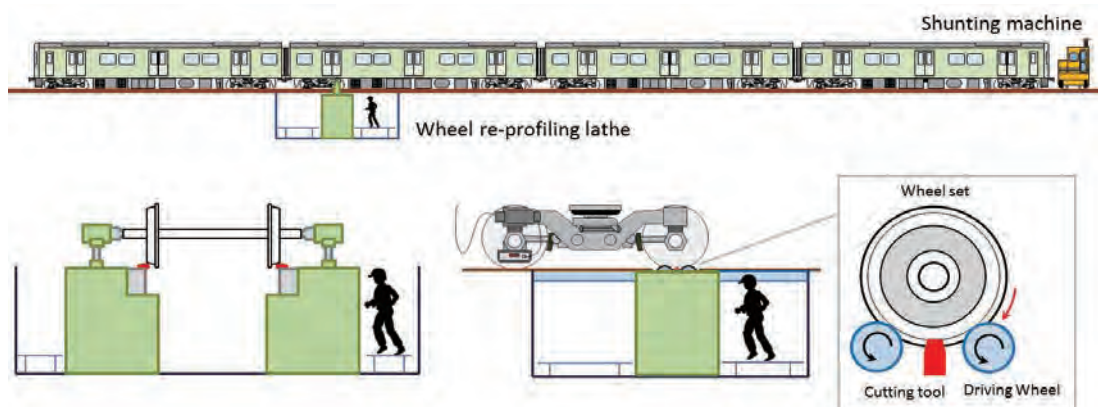 Shunting machine
Wheel re-profiling lathe
Wheel set
Cutting tool
Driving Wheel